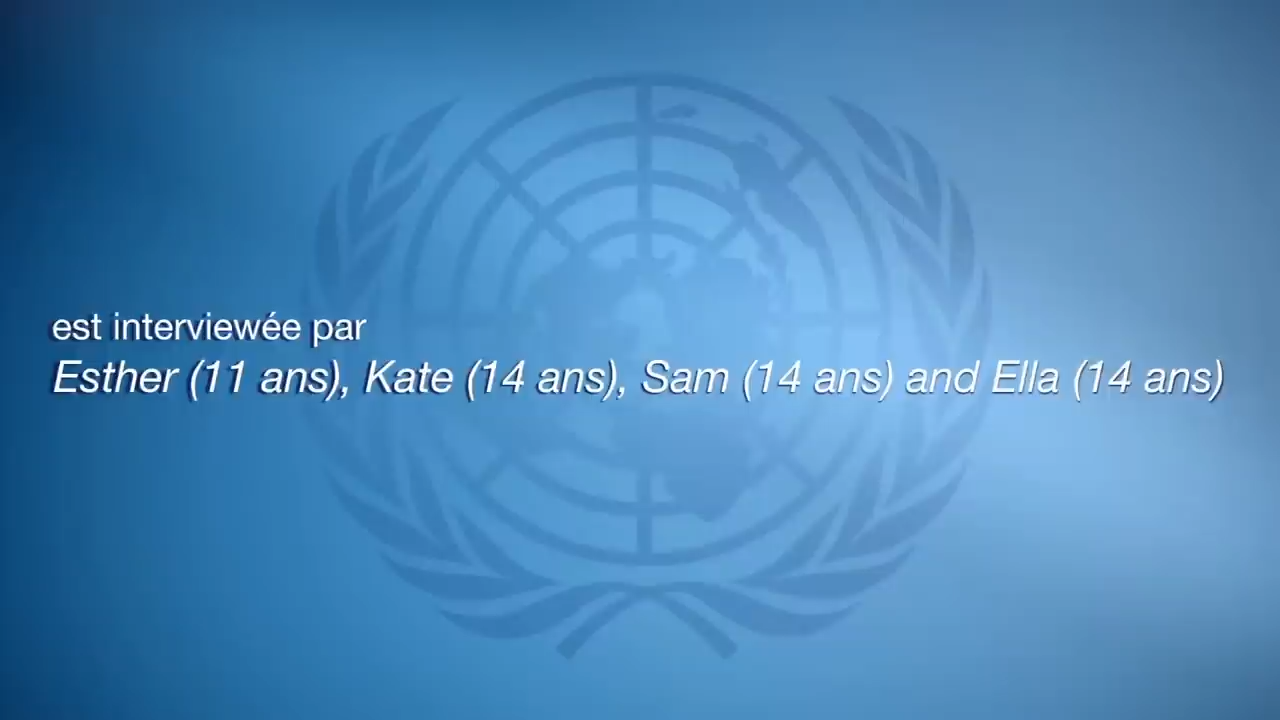 est interviewée par
Esther (11 ans), Kate (14 ans), Sam (14 ans) and Ella (14 ans)